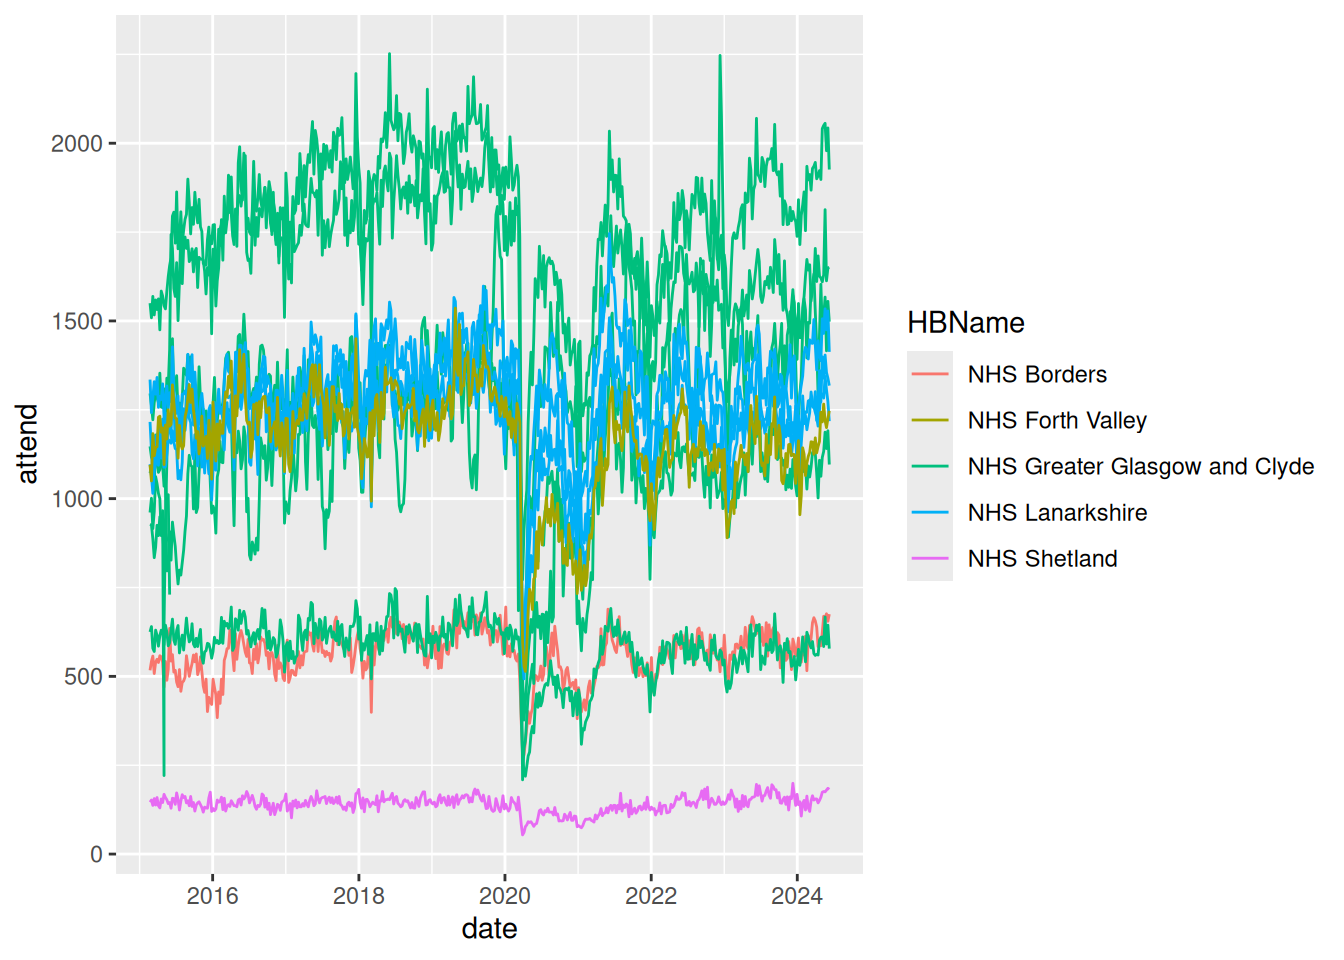 2000
1500
1000
500
0
attend
2016
2018
2020
2022
2024
date
HBName
NHS Borders
NHS Forth Valley
NHS Greater Glasgow and Clyde
NHS Lanarkshire
NHS Shetland